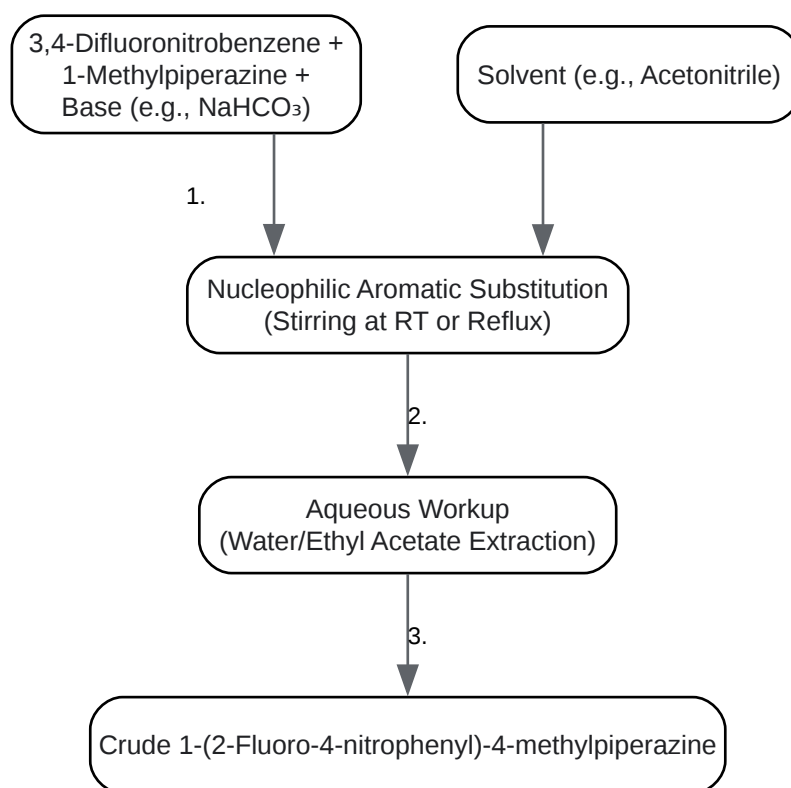 3,4-Difluoronitrobenzene +
1-Methylpiperazine +
Base (e.g., NaHCO₃)
Solvent (e.g., Acetonitrile)
1.
Nucleophilic Aromatic Substitution
(Stirring at RT or Reflux)
2.
Aqueous Workup
(Water/Ethyl Acetate Extraction)
3.
Crude 1-(2-Fluoro-4-nitrophenyl)-4-methylpiperazine